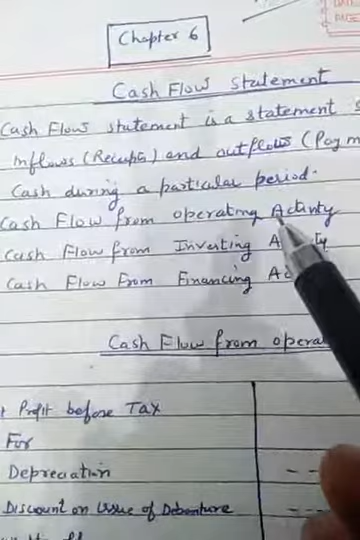 Chapter 6
Cash Flow Statement
Cash Flow statement is a statement
Inflows (Receipts) and outflows (Paym
Cash during a particular period.
Cash Flow from operating Activity
Cash Flow from Investing A
Cash Flow From Financing Ac
Cash Flow from opera
Profit before Tax
For
Depreciation - -
Discount on issue of Debenture - -